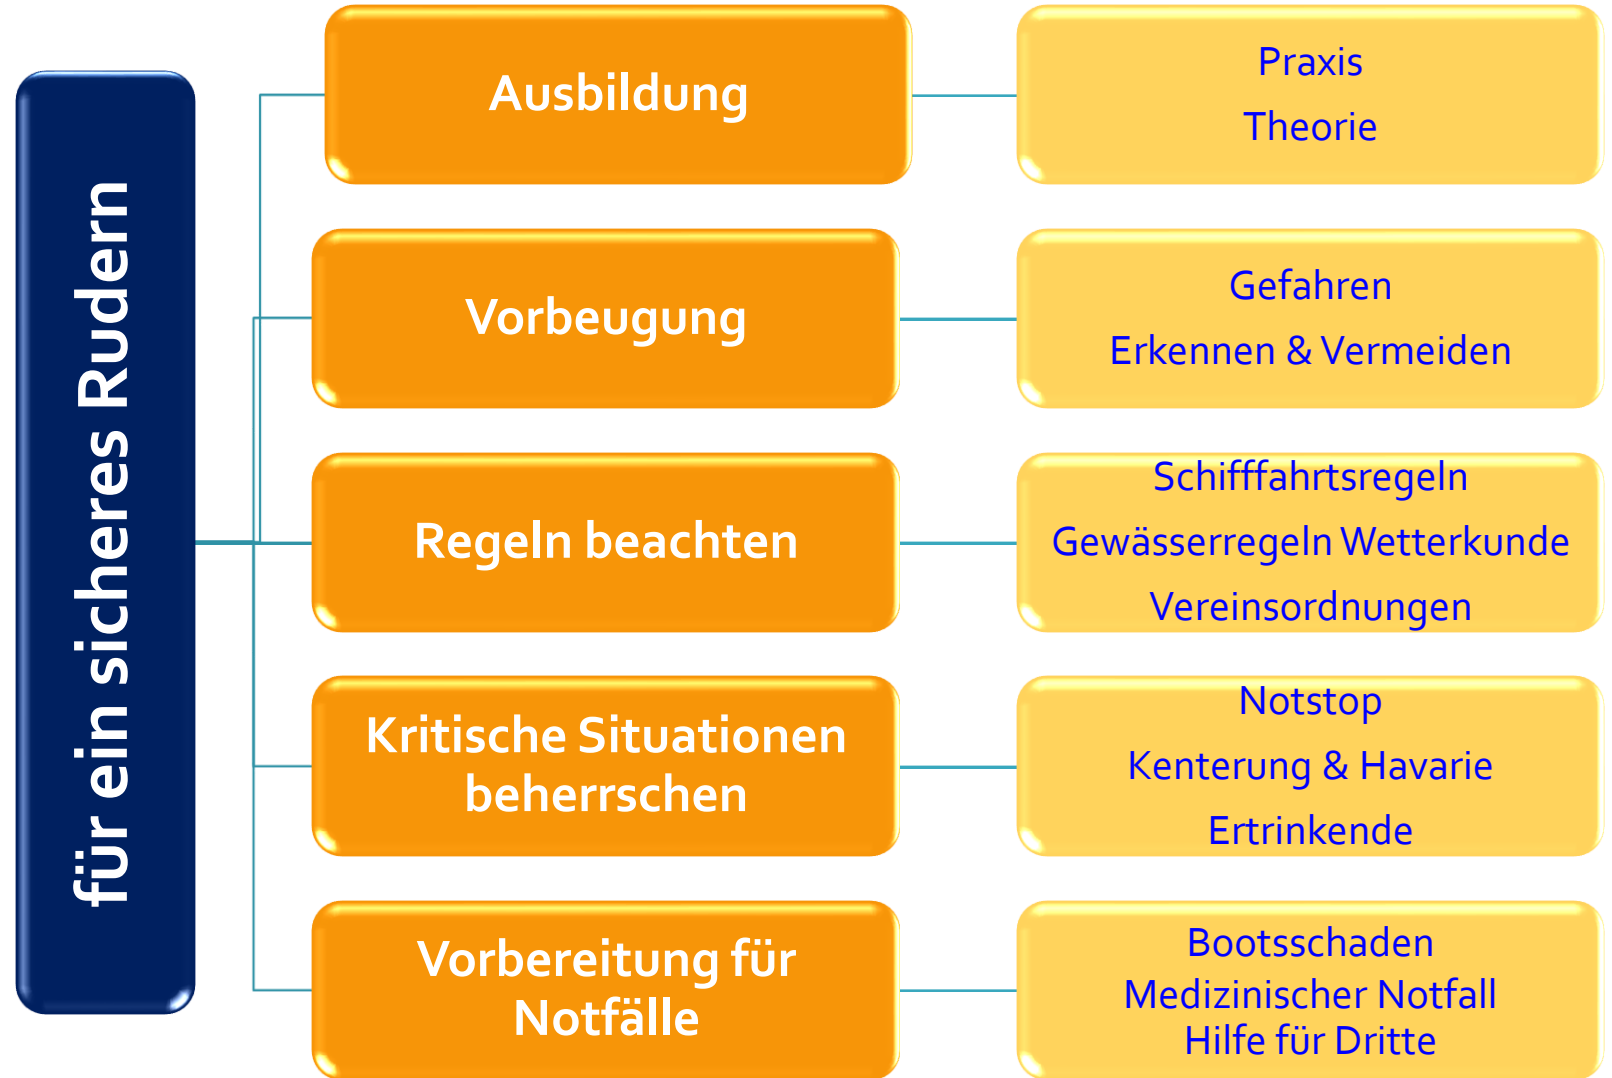 für ein sicheres Rudern
Ausbildung
Praxis
Theorie
Vorbeugung
Gefahren
Erkennen & Vermeiden
Regeln beachten
Schifffahrtsregeln
Gewässerregeln Wetterkunde
Vereinsordnungen
Kritische Situationen
beherrschen
Notstop
Kenterung & Havarie
Ertrinkende
Vorbereitung für
Notfälle
Bootsschaden
Medizinischer Notfall
Hilfe für Dritte